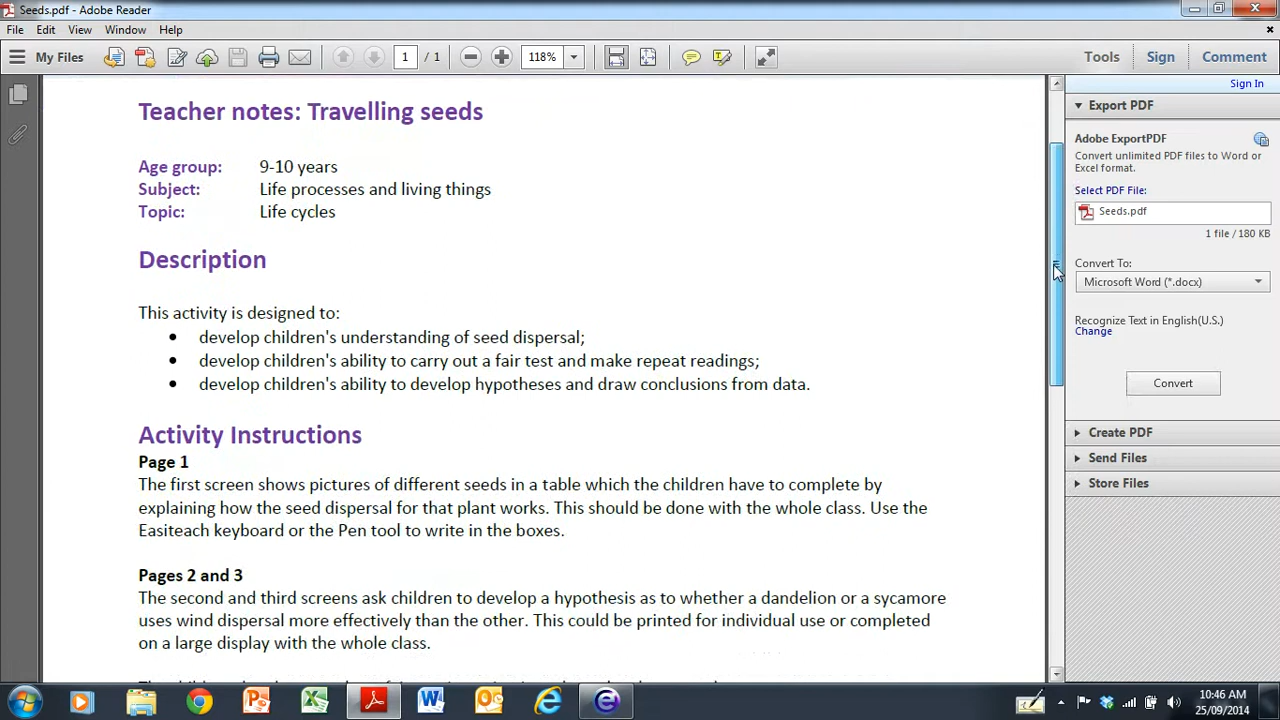 Seeds.pdf - Adobe Reader
File Edit View Window Help
My Files 1 / 1 118% Tools Sign Comment
Sign In
Teacher notes: Travelling seeds
Age group: 9-10 years
Subject: Life processes and living things
Topic: Life cycles
Description
This activity is designed to:
• develop children's understanding of seed dispersal;
• develop children's ability to carry out a fair test and make repeat readings;
• develop children's ability to develop hypotheses and draw conclusions from data.
Activity Instructions
Page 1
The first screen shows pictures of different seeds in a table which the children have to complete by
explaining how the seed dispersal for that plant works. This should be done with the whole class. Use the
Easiteach keyboard or the Pen tool to write in the boxes.
Pages 2 and 3
The second and third screens ask children to develop a hypothesis as to whether a dandelion or a sycamore
uses wind dispersal more effectively than the other. This could be printed for individual use or completed
on a large display with the whole class.
Export PDF
Adobe ExportPDF
Convert unlimited PDF files to Word or
Excel format.
Select PDF File:
Seeds.pdf
1 file / 180 KB
Convert To:
Microsoft Word (*.docx)
Recognize Text in English(U.S.)
Change
Convert
Create PDF
Send Files
Store Files
10:46 AM
25/09/2014